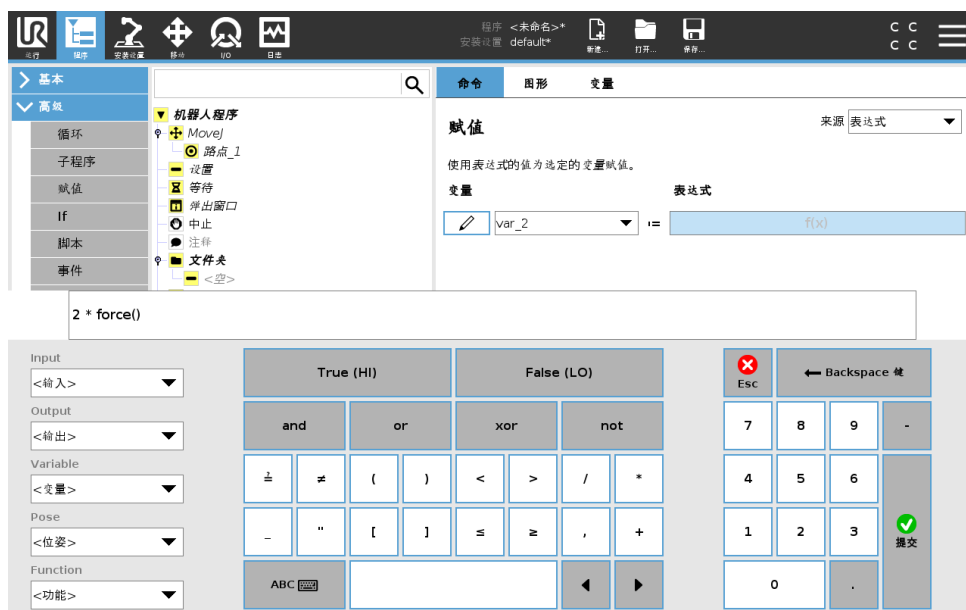 UR
程序 <未命名>*
安装设置 default*
C C
C C
运行 程序 安装设置 移动 I/O 日志 新建... 打开... 保存...
基本
高级
循环
子程序
赋值
If
脚本
事件
机器人程序
MoveJ
路点_1
设置
等待
弹出窗口
中止
注释
文件夹
<空>
命令 图形 变量
赋值
来源 表达式
使用表达式的值为选定的变量赋值。
变量 表达式
var_2 := f(x)
2 * force()
Input
<输入>
Output
<输出>
Variable
<变量>
Pose
<位姿>
Function
<功能>
True (HI) False (LO)
and or xor not
≟ ≠ ( ) < > / *
_ " [ ] ≤ ≥ , +
ABC
Esc Backspace 键
7 8 9 -
4 5 6
1 2 3 提交
0 .